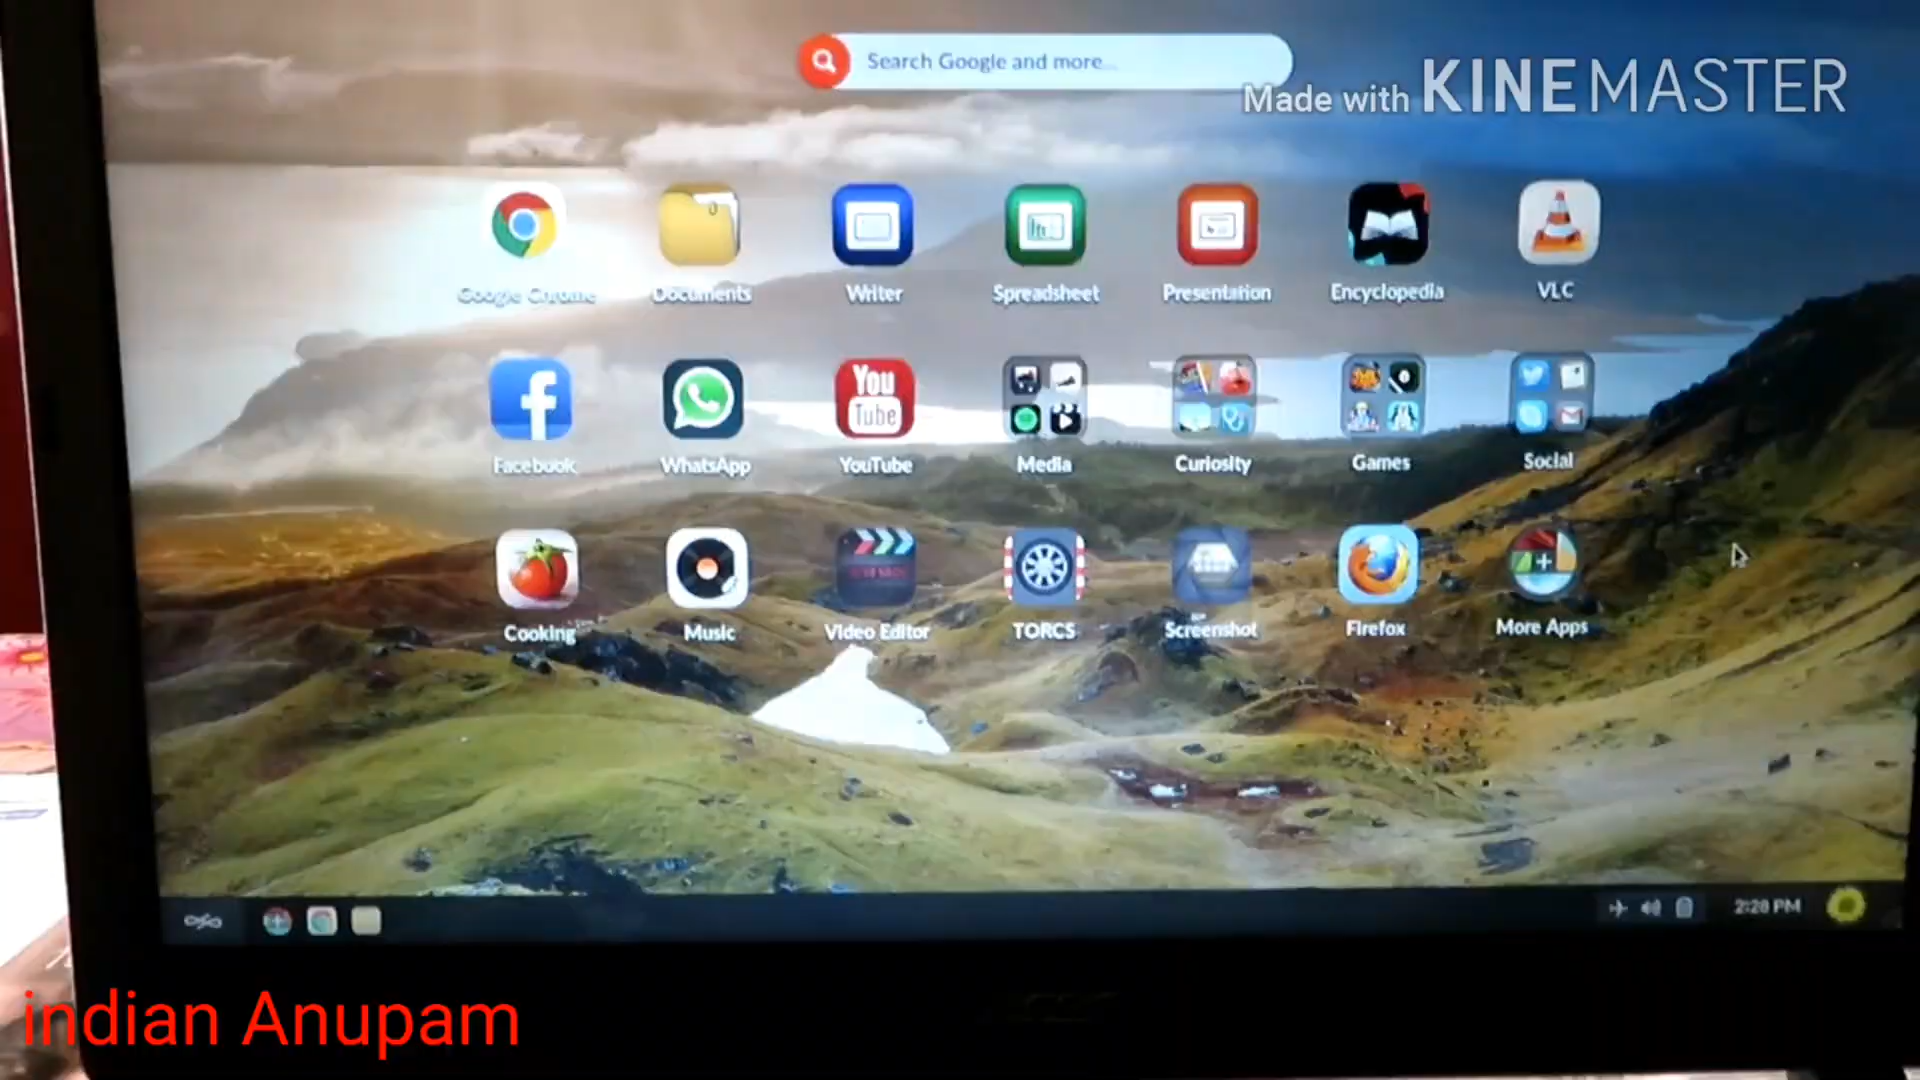 Search Google and more...
Made with KINEMASTER
Google Chrome
Documents
Writer
Spreadsheet
Presentation
Encyclopedia
VLC
Facebook
WhatsApp
You
Tube
YouTube
Media
Curiosity
Games
Social
Cooking
Music
Video Editor
TORCS
Screenshot
Firefox
More Apps
2:28 PM
indian Anupam